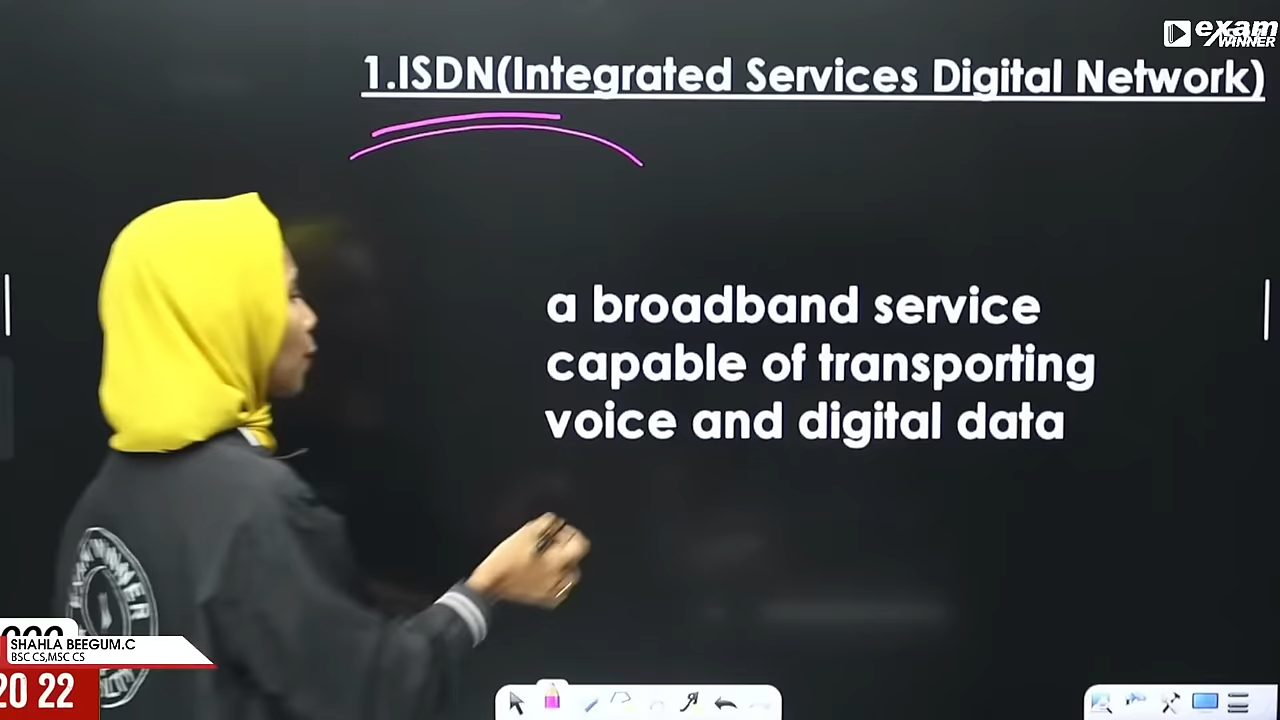 exam
WINNER
1.ISDN(Integrated Services Digital Network)
a broadband service
capable of transporting
voice and digital data
SHAHLA BEEGUM.C
BSC CS,MSC CS
20 22